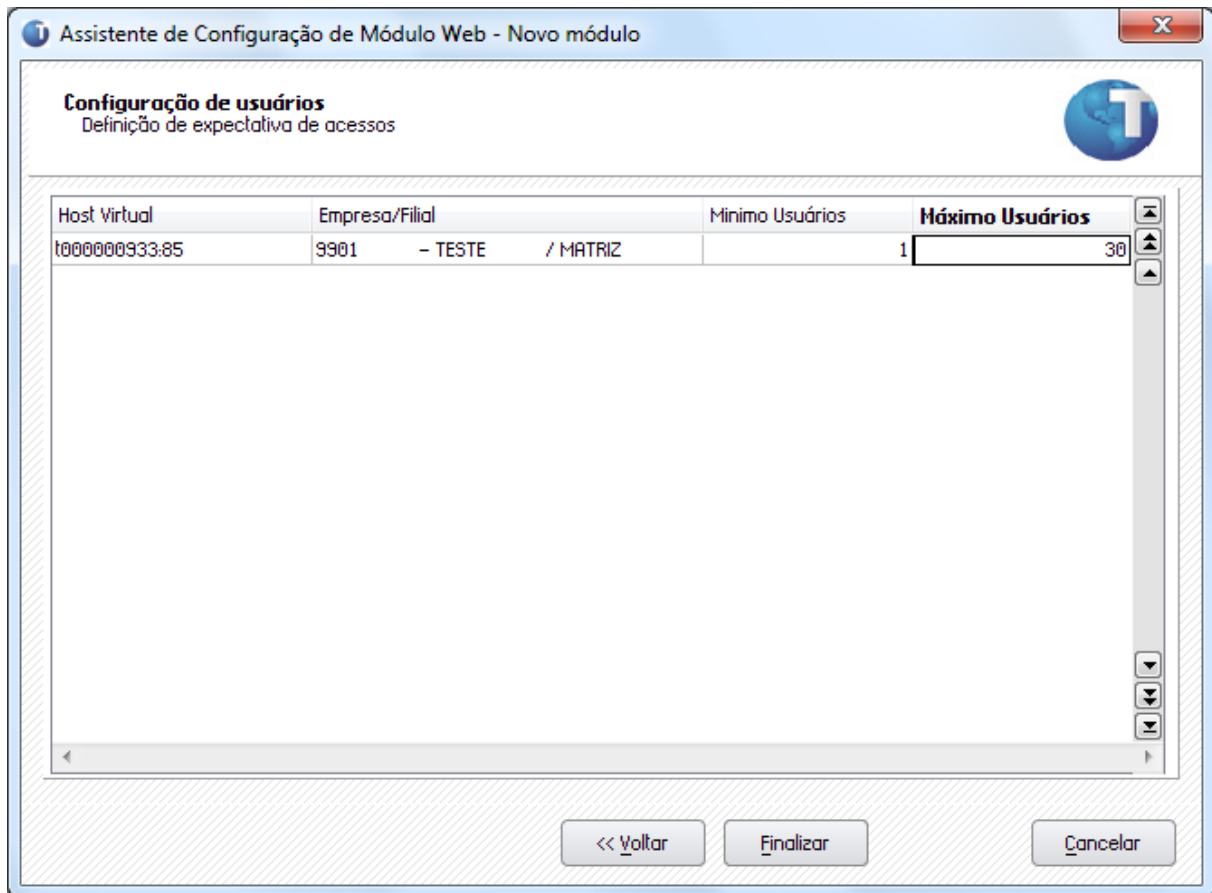 Assistente de Configuração de Módulo Web - Novo módulo
Configuração de usuários
Definição de expectativa de acessos
Host Virtual Empresa/Filial Minimo Usuários Máximo Usuários
t000000933:85 9901 - TESTE / MATRIZ 1 30
<< Voltar Finalizar Cancelar